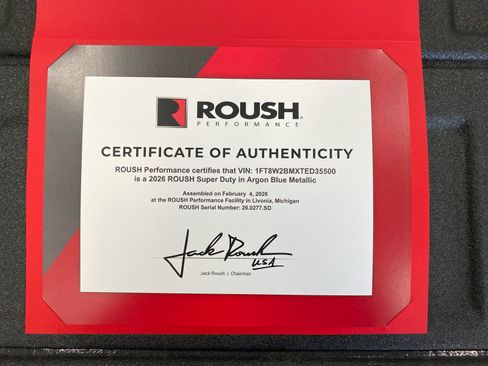 ROUSH
PERFORMANCE
CERTIFICATE OF AUTHENTICITY
ROUSH Performance certifies that VIN: 1FT8W2BMXTED35500
is a 2026 ROUSH Super Duty in Argon Blue Metallic
Assembled on February 4, 2026
at the ROUSH Performance Facility in Livonia, Michigan
ROUSH Serial Number: 26.0277.SD
Jack Roush
USA
Jack Roush | Chairman